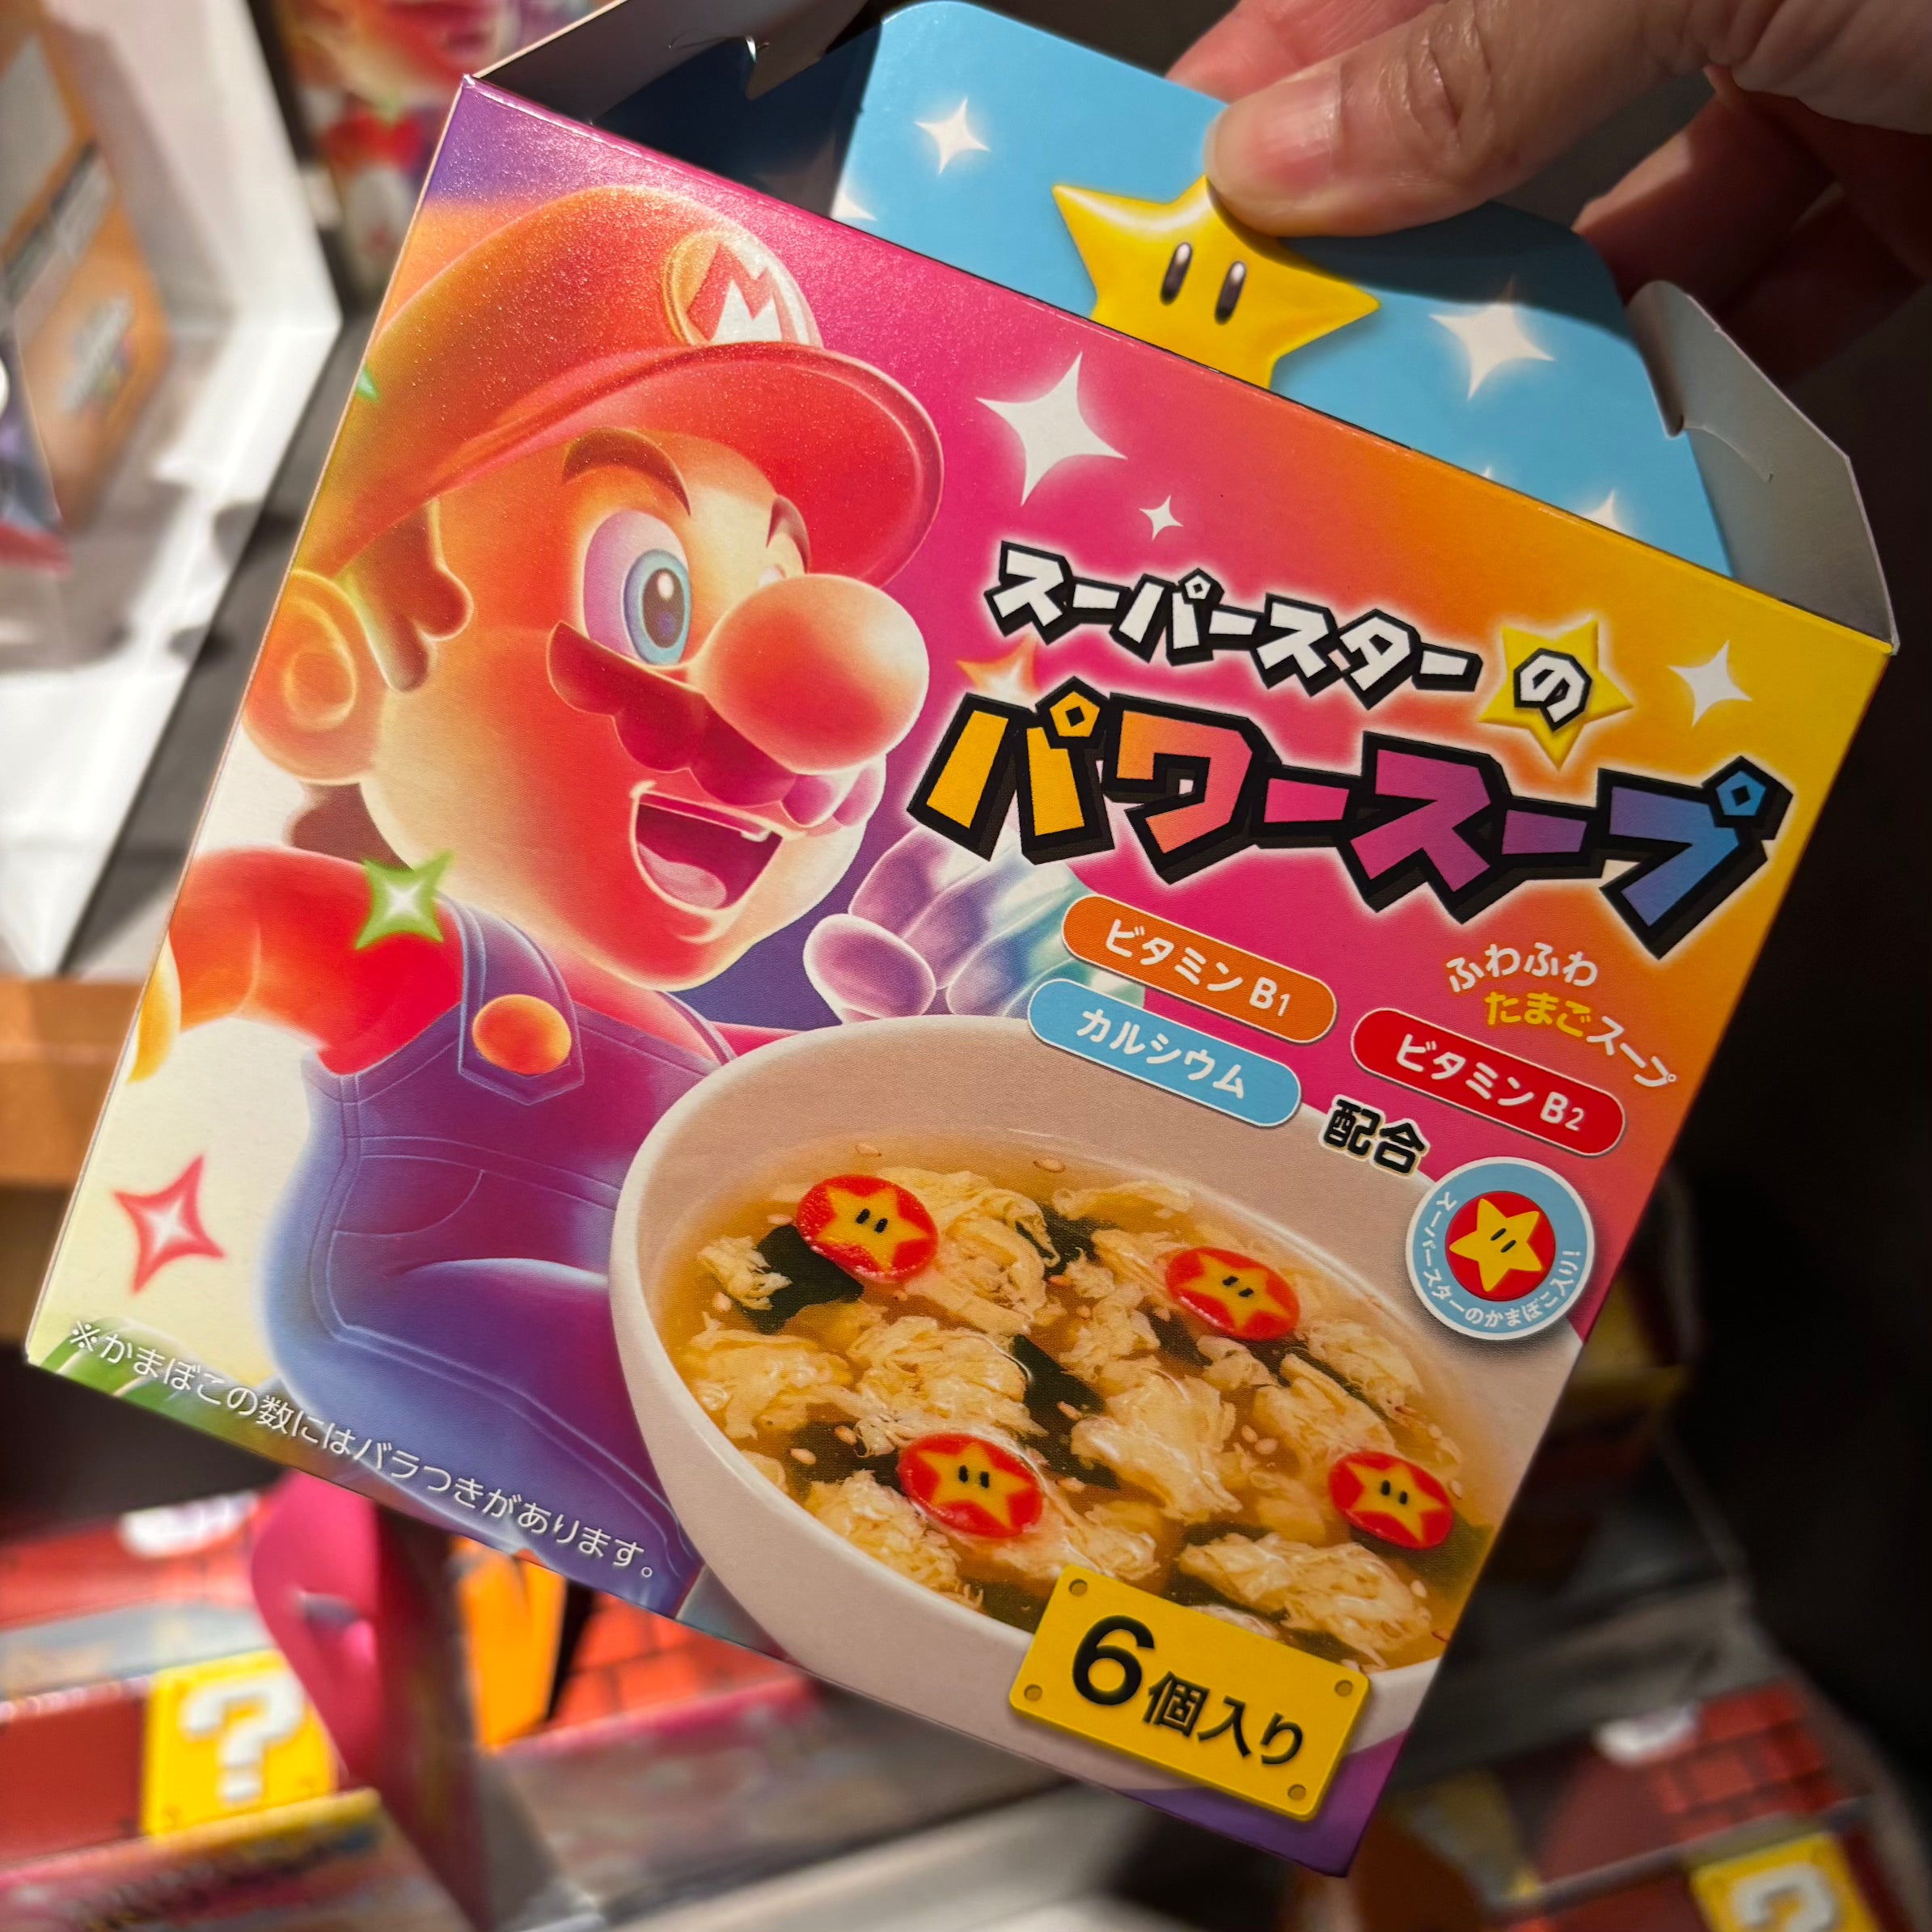 M
スーパースターの
パワースープ
ふわふわ
たまごスープ
ビタミンB1
カルシウム
ビタミンB2
配合
スーパースターのかまぼこ入り!
※かまぼこの数にはバラつきがあります。
6個入り
?
?